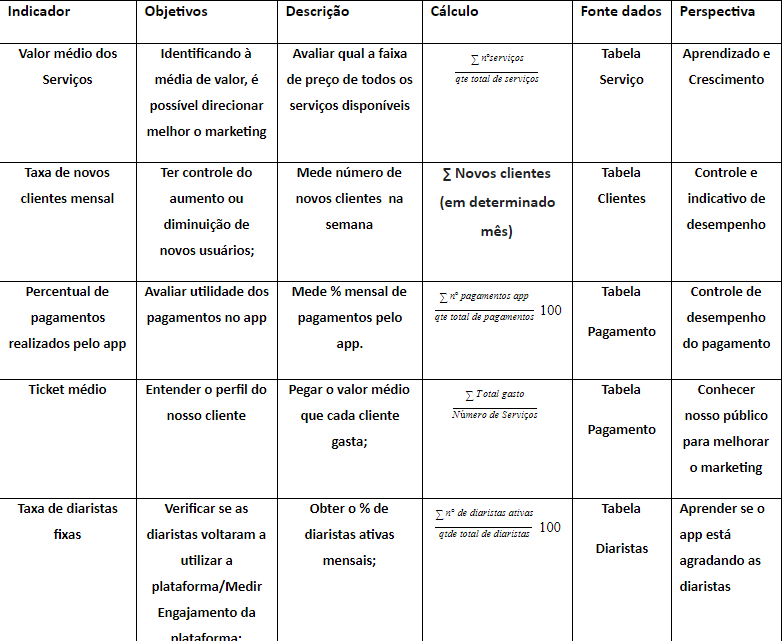 Indicador
Objetivos
Descrição
Cálculo
Fonte dados
Perspectiva
Valor médio dos
Serviços
Identificando à
média de valor, é
possível direcionar
melhor o marketing
Avaliar qual a faixa
de preço de todos os
serviços disponíveis
∑ n°serviços
qte total de serviços
Tabela
Serviço
Aprendizado e
Crescimento
Taxa de novos
clientes mensal
Ter controle do
aumento ou
diminuição de
novos usuários;
Mede número de
novos clientes na
semana
∑ Novos clientes
(em determinado
mês)
Tabela
Clientes
Controle e
indicativo de
desempenho
Percentual de
pagamentos
realizados pelo app
Avaliar utilidade dos
pagamentos no app
Mede % mensal de
pagamentos pelo
app.
∑ n° pagamentos app
qte total de pagamentos 100
Tabela
Pagamento
Controle de
desempenho
do pagamento
Ticket médio
Entender o perfil do
nosso cliente
Pegar o valor médio
que cada cliente
gasta;
∑ Total gasto
Número de Serviços
Tabela
Pagamento
Conhecer
nosso público
para melhorar
o marketing
Taxa de diaristas
fixas
Verificar se as
diaristas voltaram a
utilizar a
plataforma/Medir
Engajamento da
plataforma;
Obter o % de
diaristas ativas
mensais;
∑ n° de diaristas ativas
qtde total de diaristas 100
Tabela
Diaristas
Aprender se o
app está
agradando as
diaristas